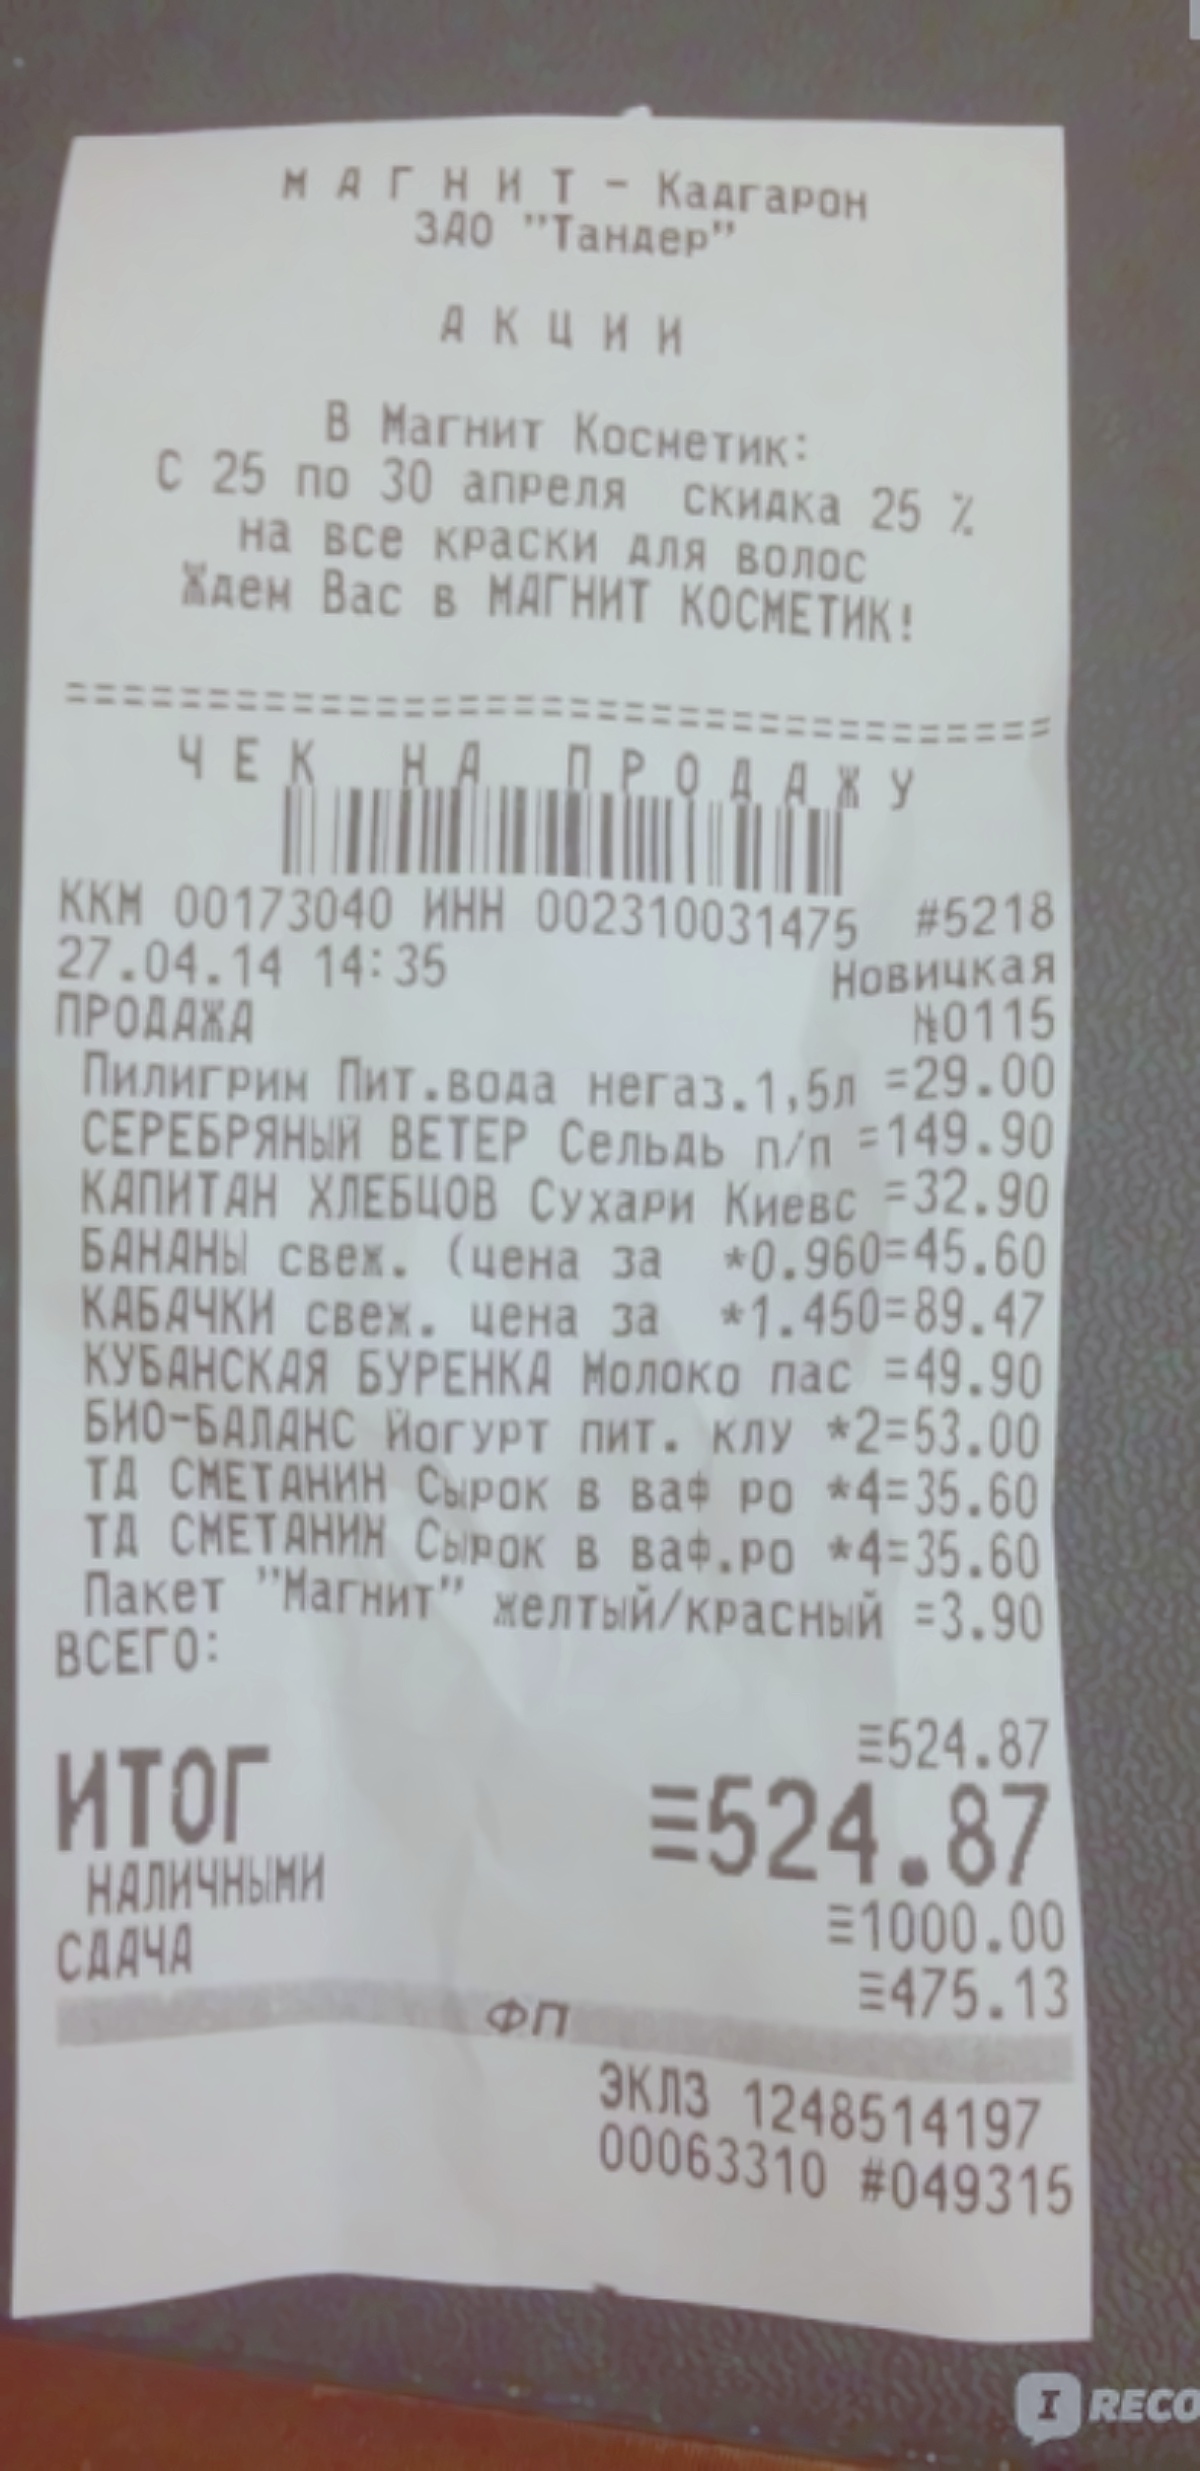 М А Г Н И Т - Кадгарон
ЗАО "Тандер"
А К Ц И И
В Магнит Косметик:
С 25 по 30 апреля скидка 25 %
на все краски для волос
Ждем Вас в МАГНИТ КОСМЕТИК!
===================================
Ч Е К Н А П Р О Д А Ж У
ККМ 00173040 ИНН 002310031475 #5218
27.04.14 14:35 Новицкая
ПРОДАЖА №0115
Пилигрим Пит.вода негаз.1,5л =29.00
СЕРЕБРЯНЫЙ ВЕТЕР Сельдь п/п =149.90
КАПИТАН ХЛЕБЦОВ Сухари Киевс =32.90
БАНАНЫ свеж. (цена за *0.960=45.60
КАБАЧКИ свеж. цена за *1.450=89.47
КУБАНСКАЯ БУРЕНКА Молоко пас =49.90
БИО-БАЛАНС Йогурт пит. клу *2=53.00
ТД СМЕТАНИН Сырок в ваф ро *4=35.60
ТД СМЕТАНИН Сырок в ваф.ро *4=35.60
Пакет "Магнит" желтый/красный =3.90
ВСЕГО:
≡524.87
ИТОГ ≡524.87
НАЛИЧНЫМИ ≡1000.00
СДАЧА ≡475.13
ФП
ЭКЛЗ 1248514197
00063310 #049315
I RECO